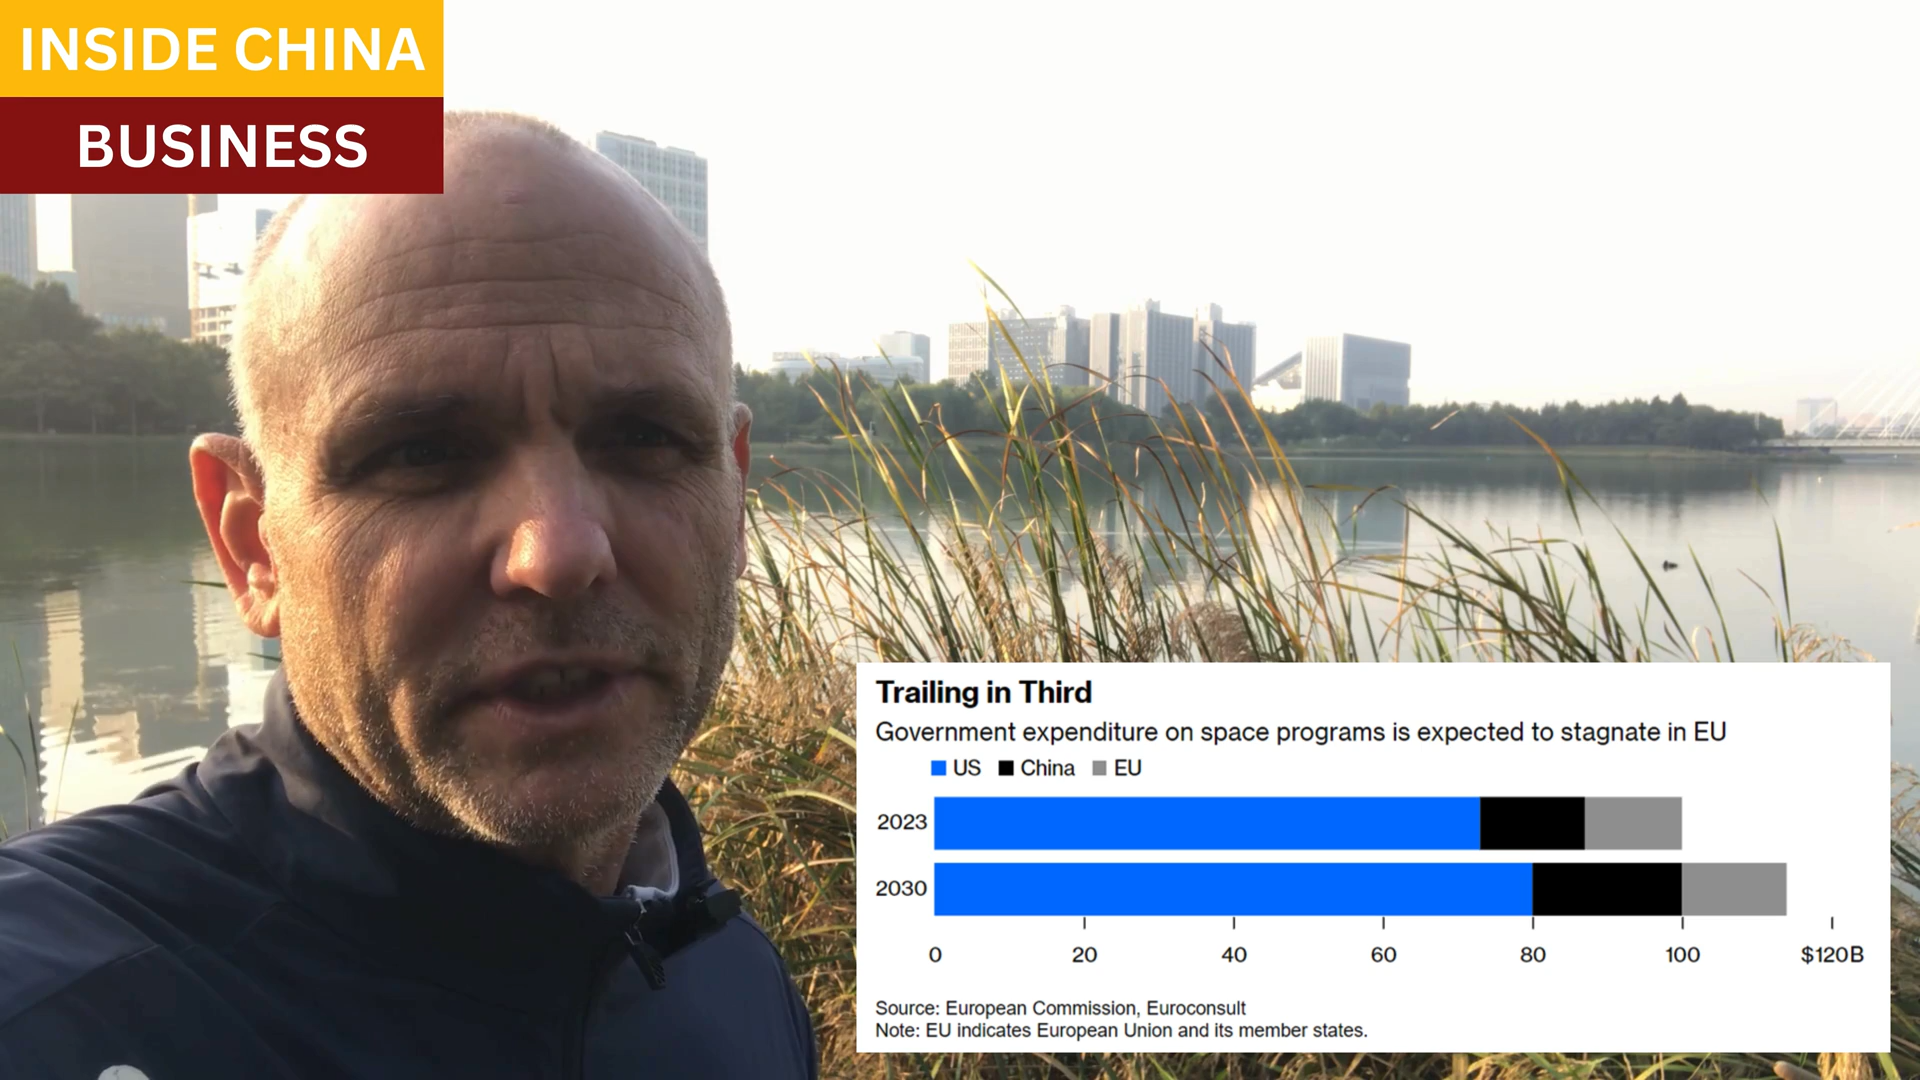 INSIDE CHINA
BUSINESS
Trailing in Third
Government expenditure on space programs is expected to stagnate in EU
US China EU
2023
2030
0 20 40 60 80 100 $120B
Source: European Commission, Euroconsult
Note: EU indicates European Union and its member states.